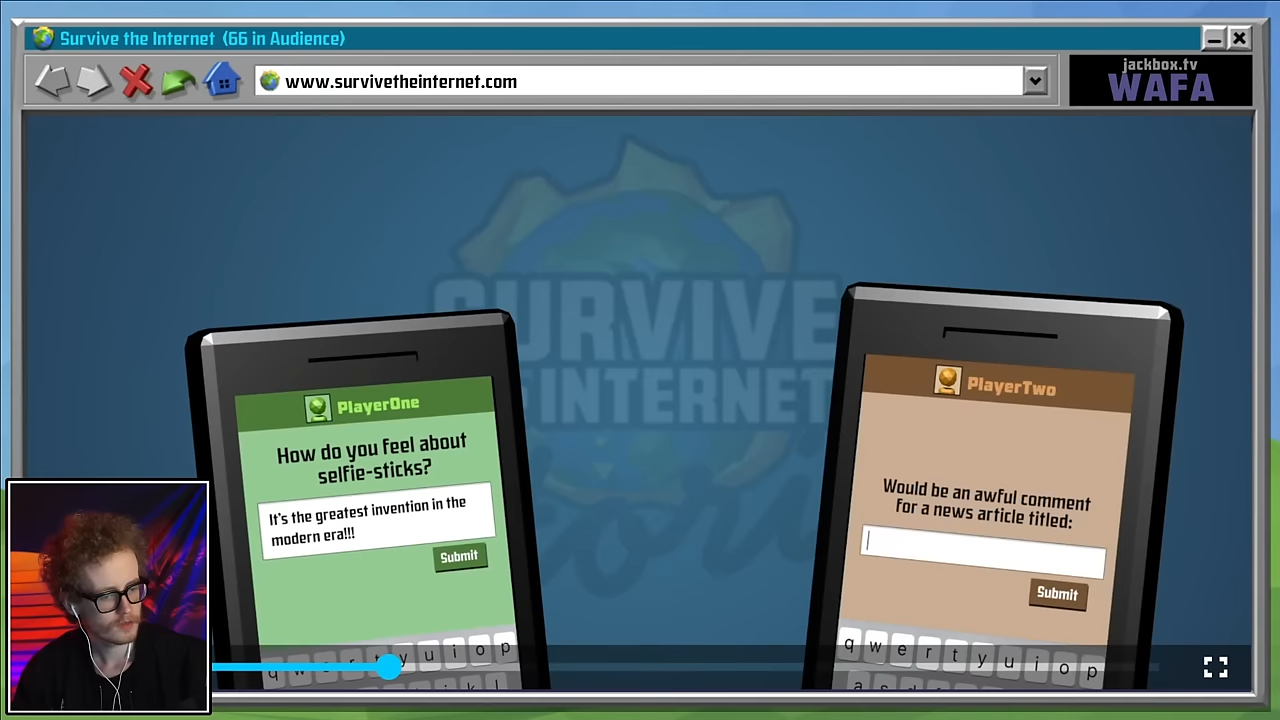 Survive the Internet (66 in Audience)
www.survivetheinternet.com
jackbox.tv
WAFA
SURVIVE
INTERNET
PlayerOne
How do you feel about
selfie-sticks?
It's the greatest invention in the
modern era!!!
Submit
y u i o p
PlayerTwo
Would be an awful comment
for a news article titled:
Submit
q w e r t y u i o p